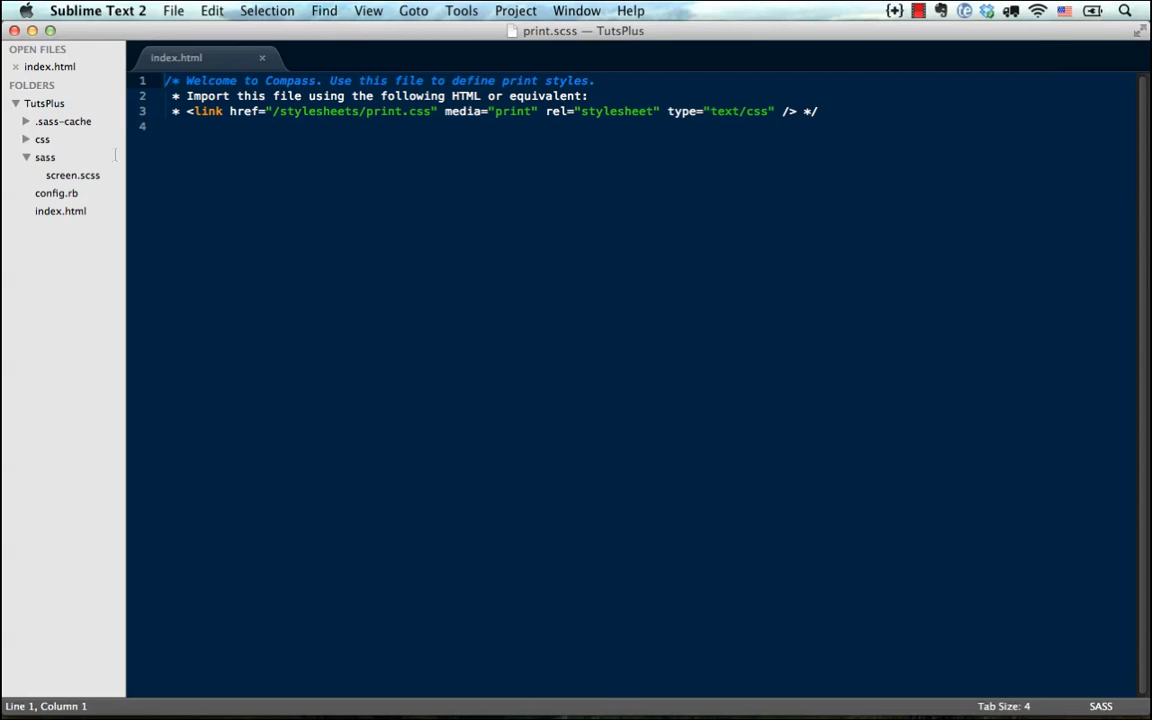 Sublime Text 2 File Edit Selection Find View Goto Tools Project Window Help
print.scss — TutsPlus
OPEN FILES
index.html
FOLDERS
TutsPlus
.sass-cache
css
sass
screen.scss
config.rb
index.html
index.html
1 /* Welcome to Compass. Use this file to define print styles.
2 * Import this file using the following HTML or equivalent:
3 * <link href="/stylesheets/print.css" media="print" rel="stylesheet" type="text/css" /> */
4
Line 1, Column 1 Tab Size: 4 SASS